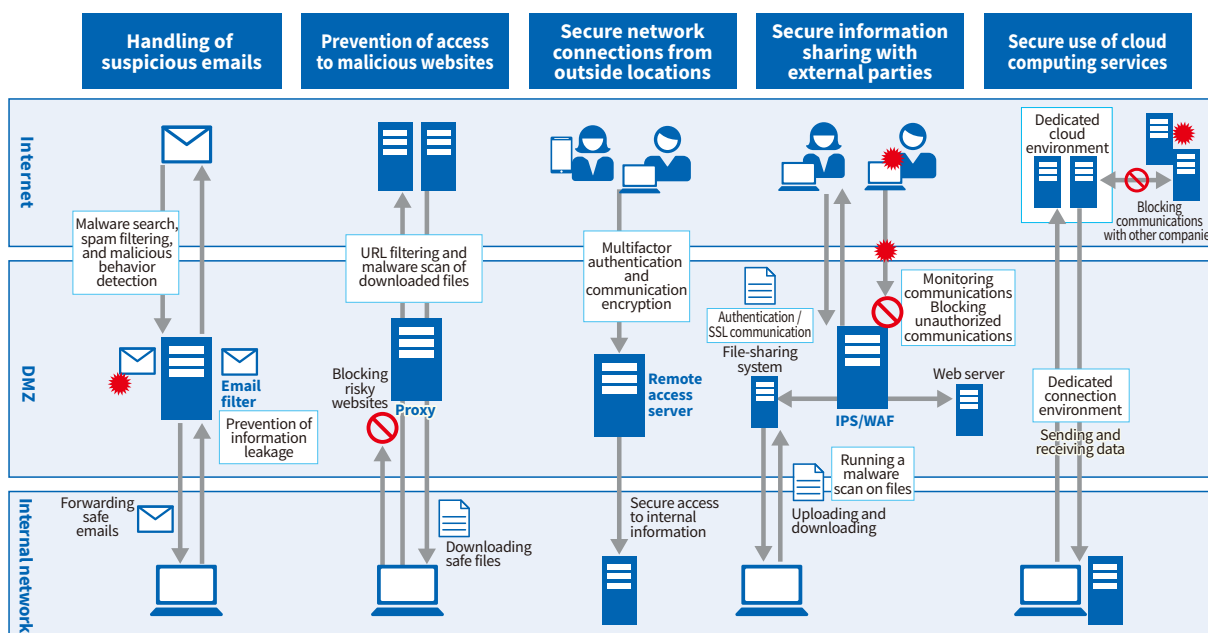 Handling of
suspicious emails
Prevention of access
to malicious websites
Secure network
connections from
outside locations
Secure information
sharing with
external parties
Secure use of cloud
computing services
Internet
Malware search,
spam filtering,
and malicious
behavior
detection
URL filtering and
malware scan of
downloaded files
Multifactor
authentication
and
communication
encryption
Dedicated
cloud
environment
Blocking
communications
with other companie
DMZ
Email
filter
Prevention of
information
leakage
Blocking
risky
websites
Proxy
Remote
access
server
Authentication /
SSL communication
File-sharing
system
Monitoring
communications
Blocking
unauthorized
communications
IPS/WAF
Web server
Running a
malware
scan on files
Dedicated
connection
environment
Sending and
receiving data
Internal network
Forwarding
safe
emails
Downloading
safe files
Secure access
to internal
information
Uploading and
downloading